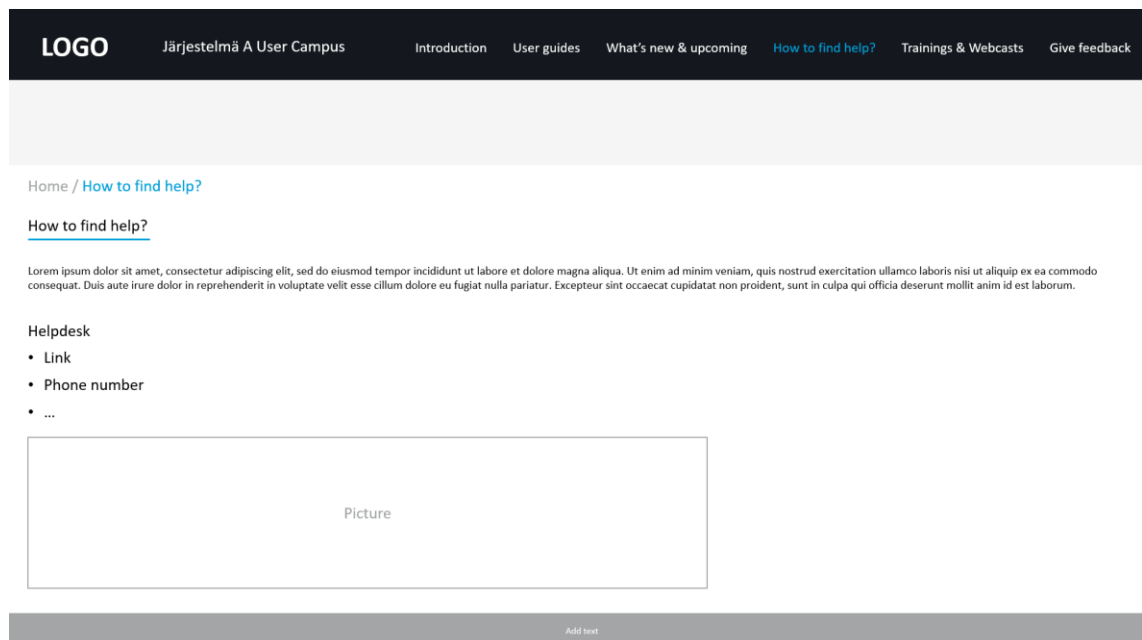 LOGO Järjestelmä A User Campus Introduction User guides What's new & upcoming How to find help? Trainings & Webcasts Give feedback
Home / How to find help?
How to find help?
Lorem ipsum dolor sit amet, consectetur adipiscing elit, sed do eiusmod tempor incididunt ut labore et dolore magna aliqua. Ut enim ad minim veniam, quis nostrud exercitation ullamco laboris nisi ut aliquip ex ea commodo
consequat. Duis aute irure dolor in reprehenderit in voluptate velit esse cillum dolore eu fugiat nulla pariatur. Excepteur sint occaecat cupidatat non proident, sunt in culpa qui officia deserunt mollit anim id est laborum.
Helpdesk
• Link
• Phone number
• ...
Picture
Add text